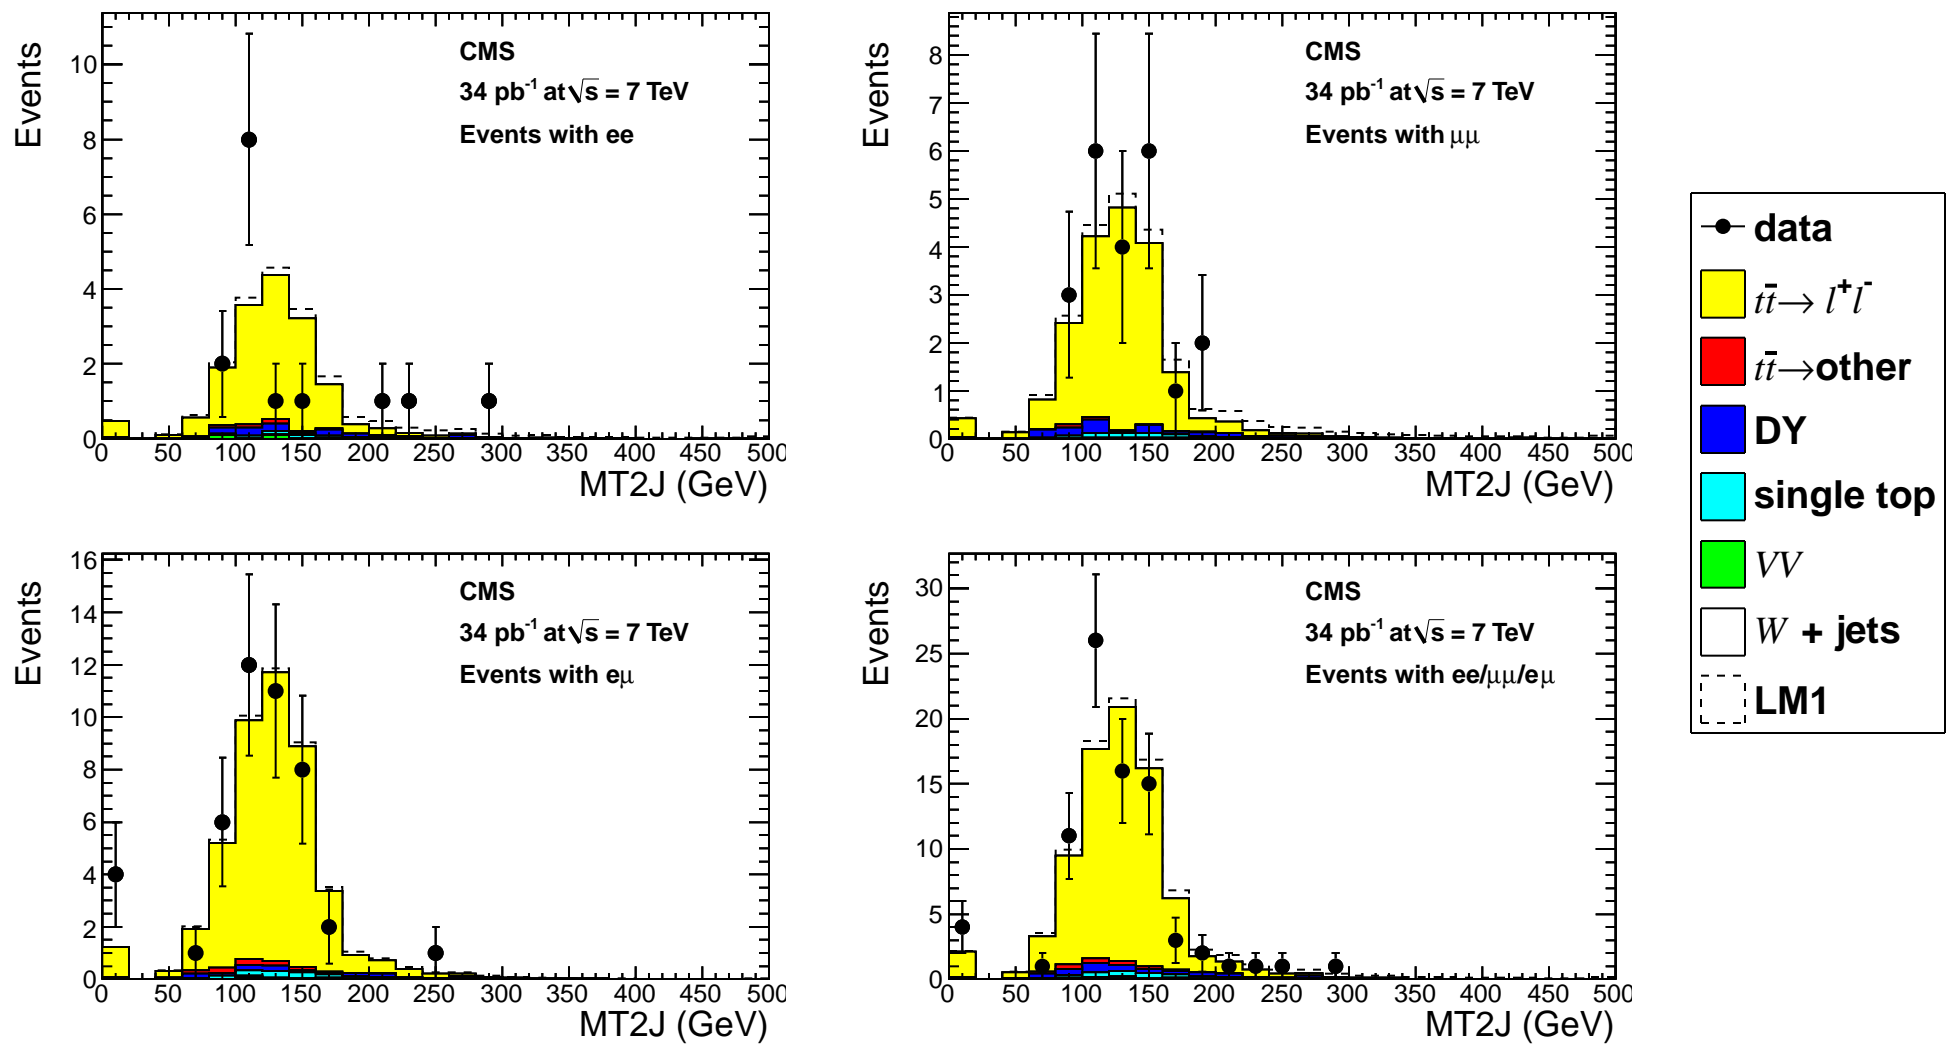 Events
10
8
6
4
2
0
CMS
34 pb⁻¹ at √s = 7 TeV
Events with ee
0 50 100 150 200 250 300 350 400 450 500
MT2J (GeV)
Events
8
7
6
5
4
3
2
1
0
CMS
34 pb⁻¹ at √s = 7 TeV
Events with μμ
0 50 100 150 200 250 300 350 400 450 500
MT2J (GeV)
Events
16
14
12
10
8
6
4
2
0
CMS
34 pb⁻¹ at √s = 7 TeV
Events with eμ
0 50 100 150 200 250 300 350 400 450 500
MT2J (GeV)
Events
30
25
20
15
10
5
0
CMS
34 pb⁻¹ at √s = 7 TeV
Events with ee/μμ/eμ
0 50 100 150 200 250 300 350 400 450 500
MT2J (GeV)
data
tt̄→ l⁺l⁻
tt̄→other
DY
single top
VV
W + jets
LM1